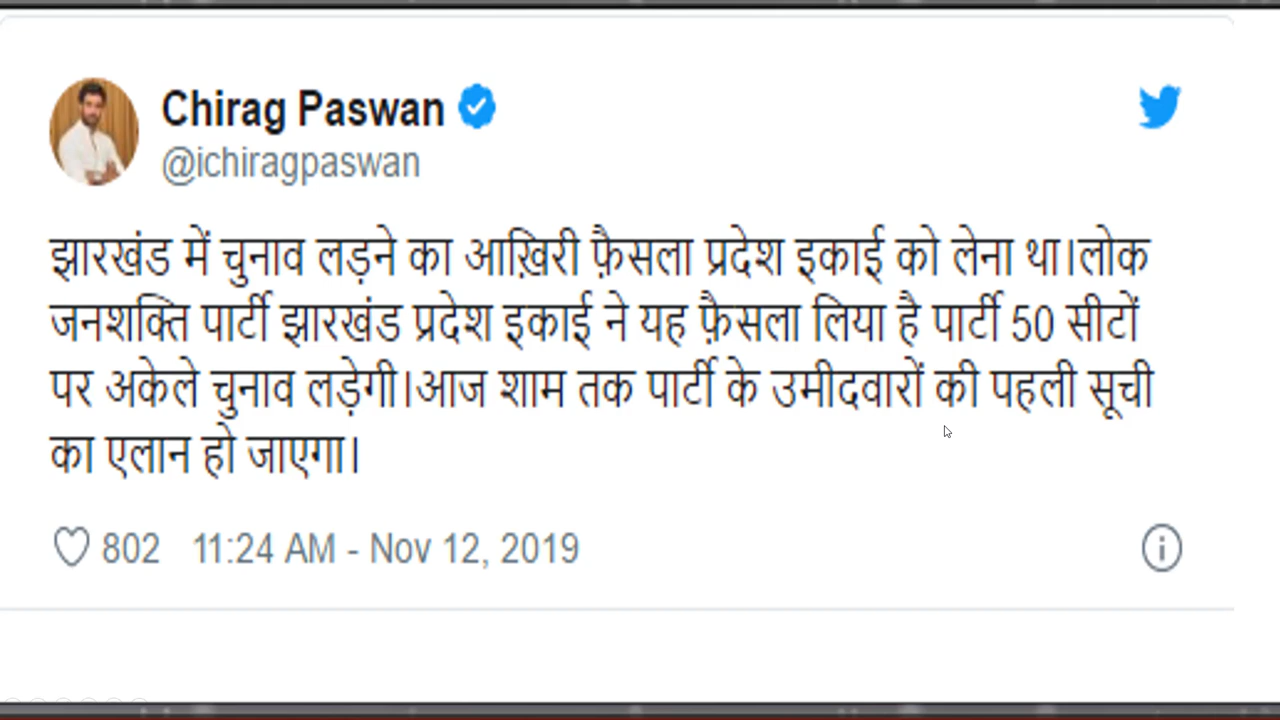 Chirag Paswan
@ichiragpaswan
झारखंड में चुनाव लड़ने का आख़िरी फ़ैसला प्रदेश इकाई को लेना था।लोक
जनशक्ति पार्टी झारखंड प्रदेश इकाई ने यह फ़ैसला लिया है पार्टी 50 सीटों
पर अकेले चुनाव लड़ेगी।आज शाम तक पार्टी के उमीदवारों की पहली सूची
का एलान हो जाएगा।
802 11:24 AM - Nov 12, 2019